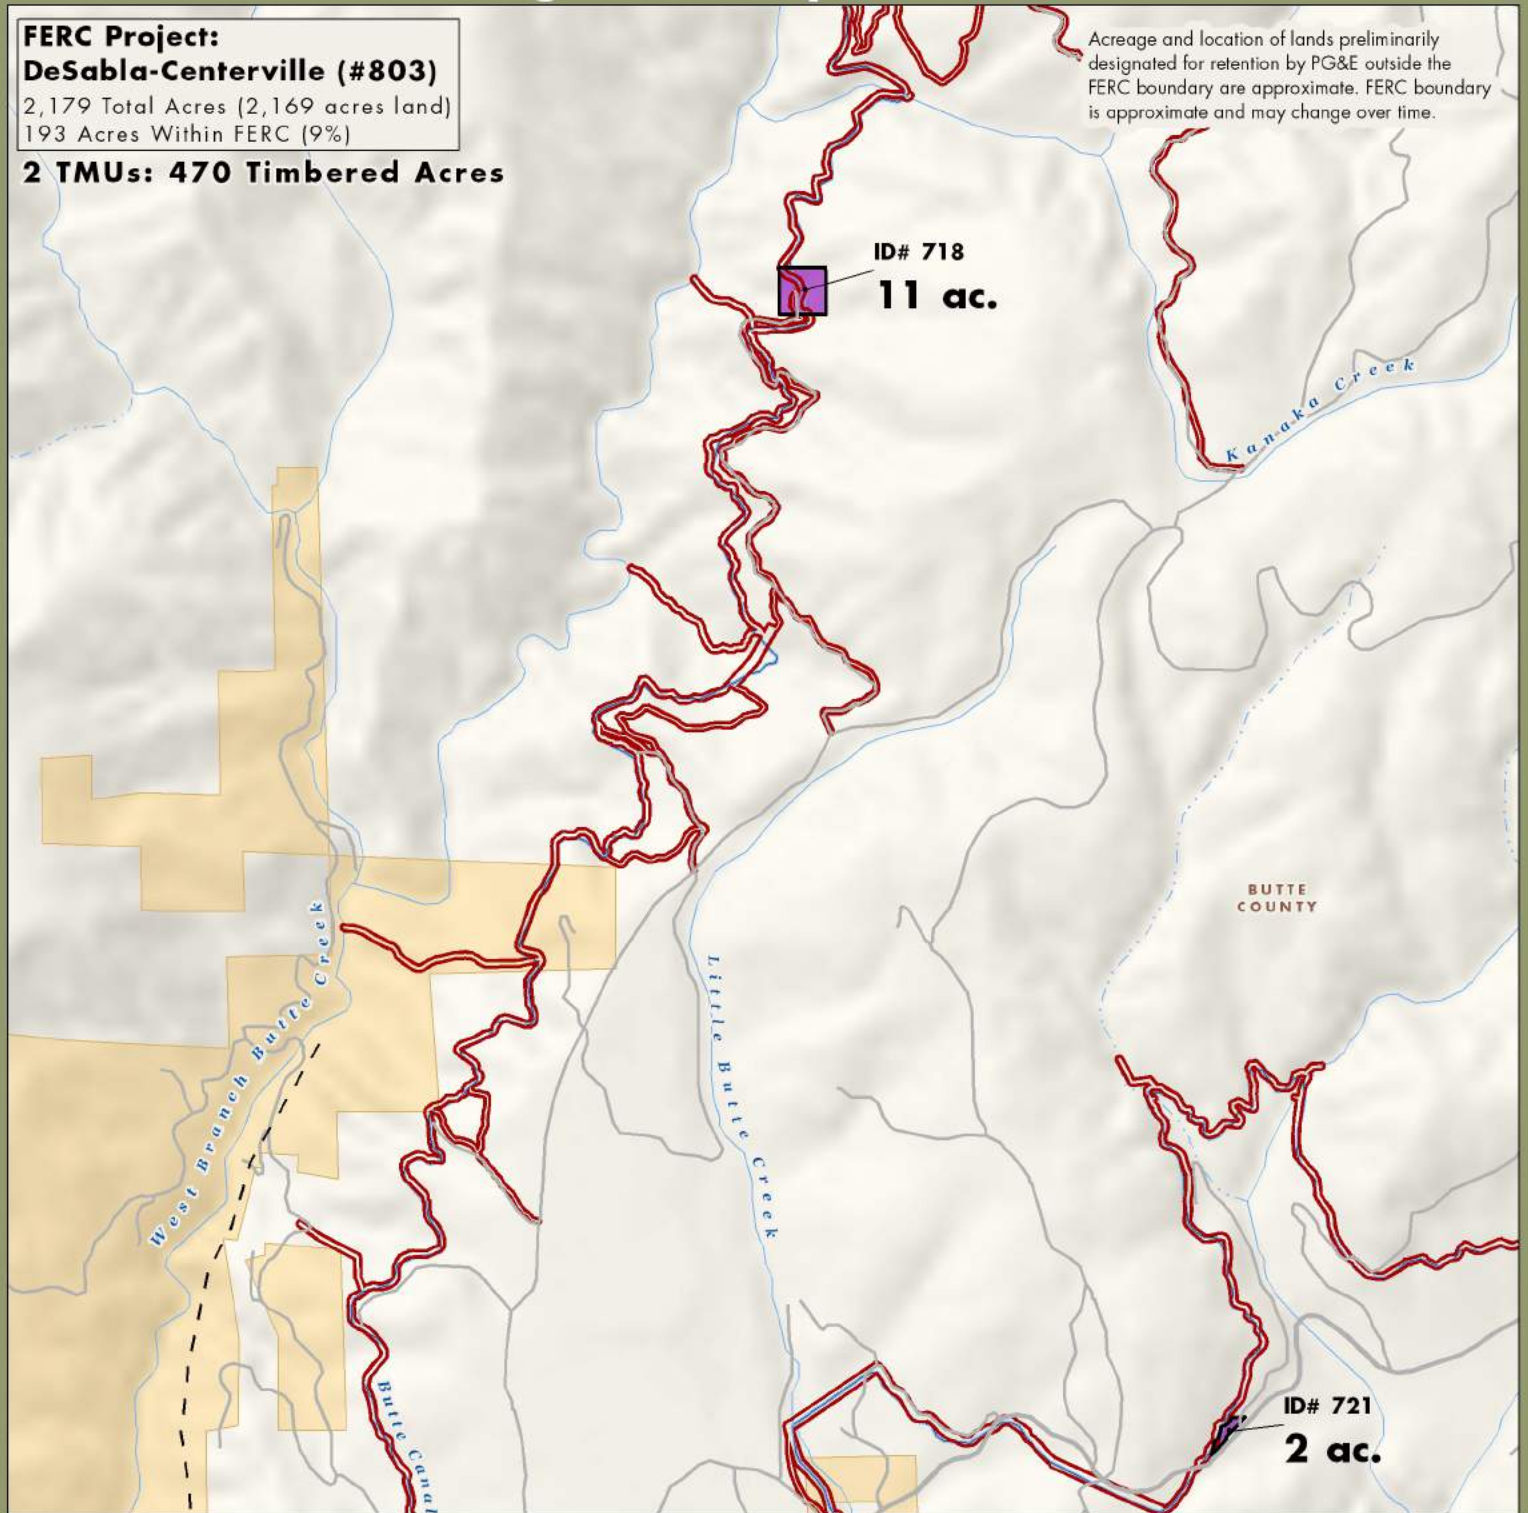 FERC Project:
DeSabla-Centerville (#803)
2,179 Total Acres (2,169 acres land)
193 Acres Within FERC (9%)
2 TMUs: 470 Timbered Acres
Acreage and location of lands preliminarily
designated for retention by PG&E outside the
FERC boundary are approximate. FERC boundary
is approximate and may change over time.
ID# 718
11 ac.
Kanaka Creek
BUTTE
COUNTY
West Branch Butte Creek
Little Butte Creek
Butte Canal
ID# 721
2 ac.